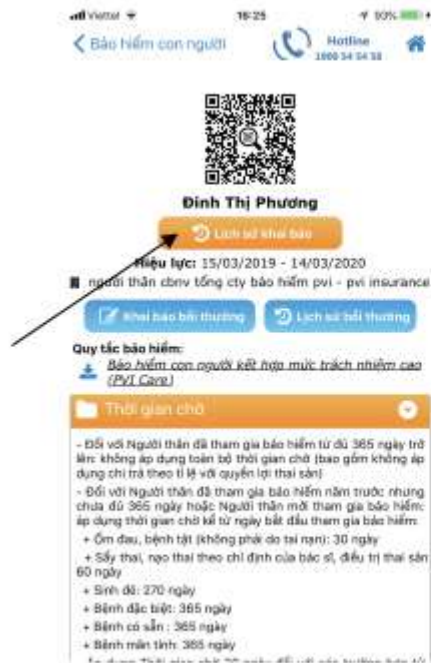 Viettel 16:25 93%
Bảo hiểm con người
Hotline
1900 54 54 58
Đinh Thị Phương
Lịch sử khai báo
Hiệu lực: 15/03/2019 - 14/03/2020
người thân cbnv tổng cty bảo hiểm pvi - pvi insurance
Khai báo bồi thường
Lịch sử bồi thường
Quy tắc bảo hiểm:
Bảo hiểm con người kết hợp mức trách nhiệm cao
(PVI Care)
Thời gian chờ
- Đối với Người thân đã tham gia bảo hiểm từ đủ 365 ngày trở
lên: không áp dụng toàn bộ thời gian chờ (bao gồm không áp
dụng chi trả theo tỉ lệ với quyền lợi thai sản)
- Đối với Người thân đã tham gia bảo hiểm năm trước nhưng
chưa đủ 365 ngày hoặc Người thân mới tham gia bảo hiểm:
áp dụng thời gian chờ kể từ ngày bắt đầu tham gia bảo hiểm:
+ Ốm đau, bệnh tật (không phải do tai nạn): 30 ngày
+ Sẩy thai, nạo thai theo chỉ định của bác sĩ, điều trị thai sản
60 ngày
+ Sinh đẻ: 270 ngày
+ Bệnh đặc biệt: 365 ngày
+ Bệnh có sẵn : 365 ngày
+ Bệnh mãn tính: 365 ngày